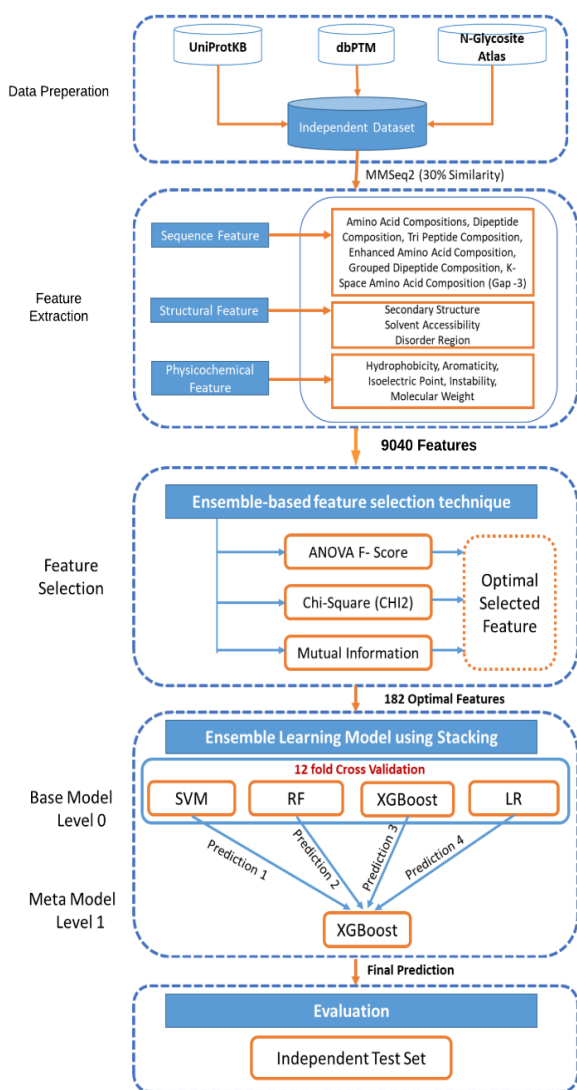 UniProtKB
dbPTM
N-Glycosite
Atlas
Data Preperation
Independent Dataset
MMSeq2 (30% Similarity)
Sequence Feature
Amino Acid Compositions, Dipeptide
Composition, Tri Peptide Composition,
Enhanced Amino Acid Composition,
Grouped Dipeptide Composition, K-
Space Amino Acid Composition (Gap -3)
Feature
Extraction
Structural Feature
Secondary Structure
Solvent Accessibility
Disorder Region
Physicochemical
Feature
Hydrophobicity, Aromaticity,
Isoelectric Point, Instability,
Molecular Weight
9040 Features
Ensemble-based feature selection technique
Feature
Selection
ANOVA F- Score
Chi-Square (CHI2)
Mutual Information
Optimal
Selected
Feature
182 Optimal Features
Ensemble Learning Model using Stacking
12 fold Cross Validation
Base Model
Level 0
SVM
RF
XGBoost
LR
Prediction 1
Prediction 2
Prediction 3
Prediction 4
Meta Model
Level 1
XGBoost
Final Prediction
Evaluation
Independent Test Set